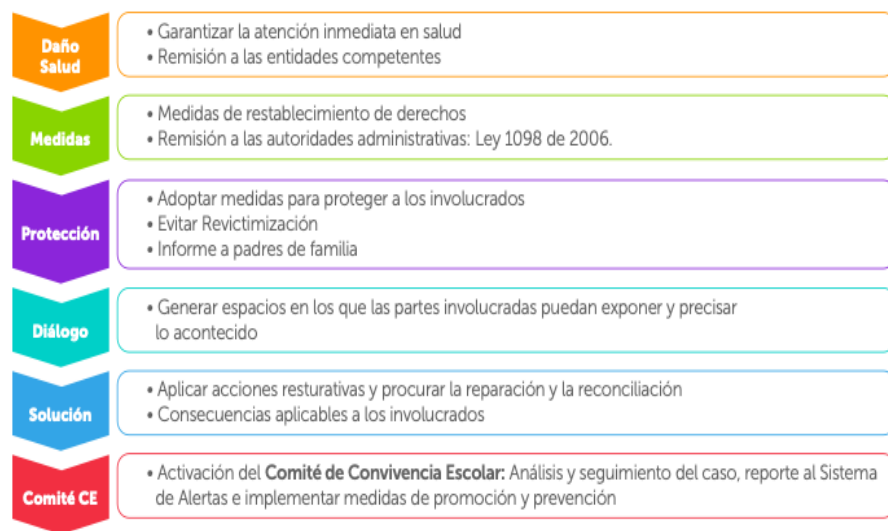 Daño
Salud
• Garantizar la atención inmediata en salud
• Remisión a las entidades competentes
Medidas
• Medidas de restablecimiento de derechos
• Remisión a las autoridades administrativas: Ley 1098 de 2006.
Protección
• Adoptar medidas para proteger a los involucrados
• Evitar Revictimización
• Informe a padres de familia
Diálogo
• Generar espacios en los que las partes involucradas puedan exponer y precisar
lo acontecido
Solución
• Aplicar acciones resturativas y procurar la reparación y la reconciliación
• Consecuencias aplicables a los involucrados
Comité CE
• Activación del Comité de Convivencia Escolar: Análisis y seguimiento del caso, reporte al Sistema
de Alertas e implementar medidas de promoción y prevención